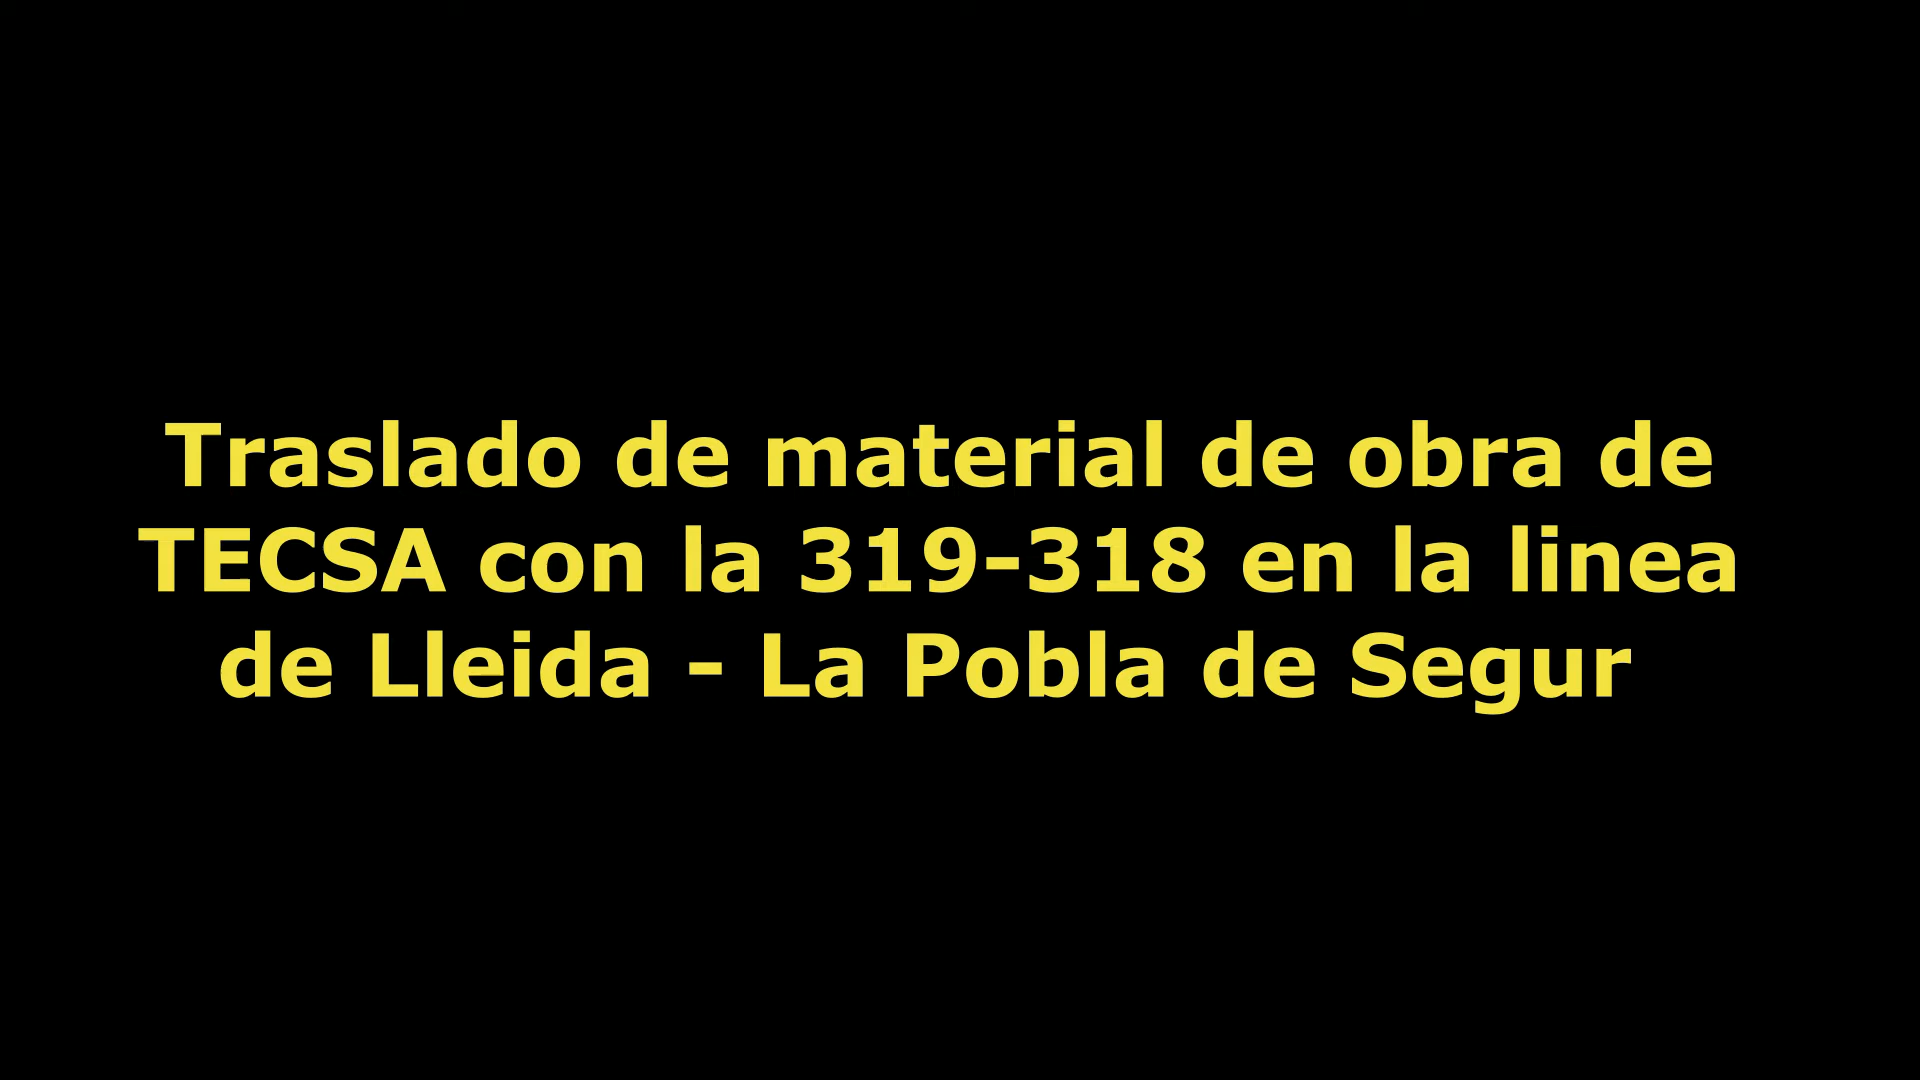 Traslado de material de obra de
TECSA con la 319-318 en la linea
de Lleida - La Pobla de Segur